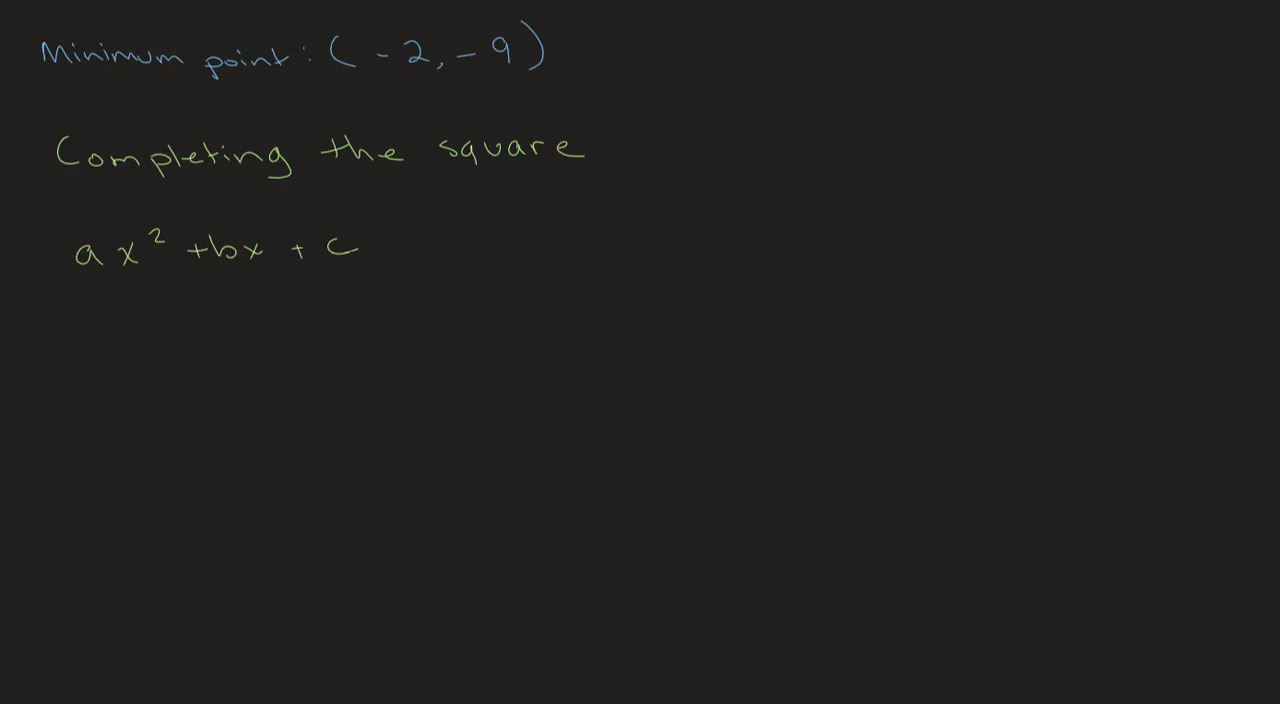 Minimum point: (-2, -9)
Completing the square
ax² + bx + c